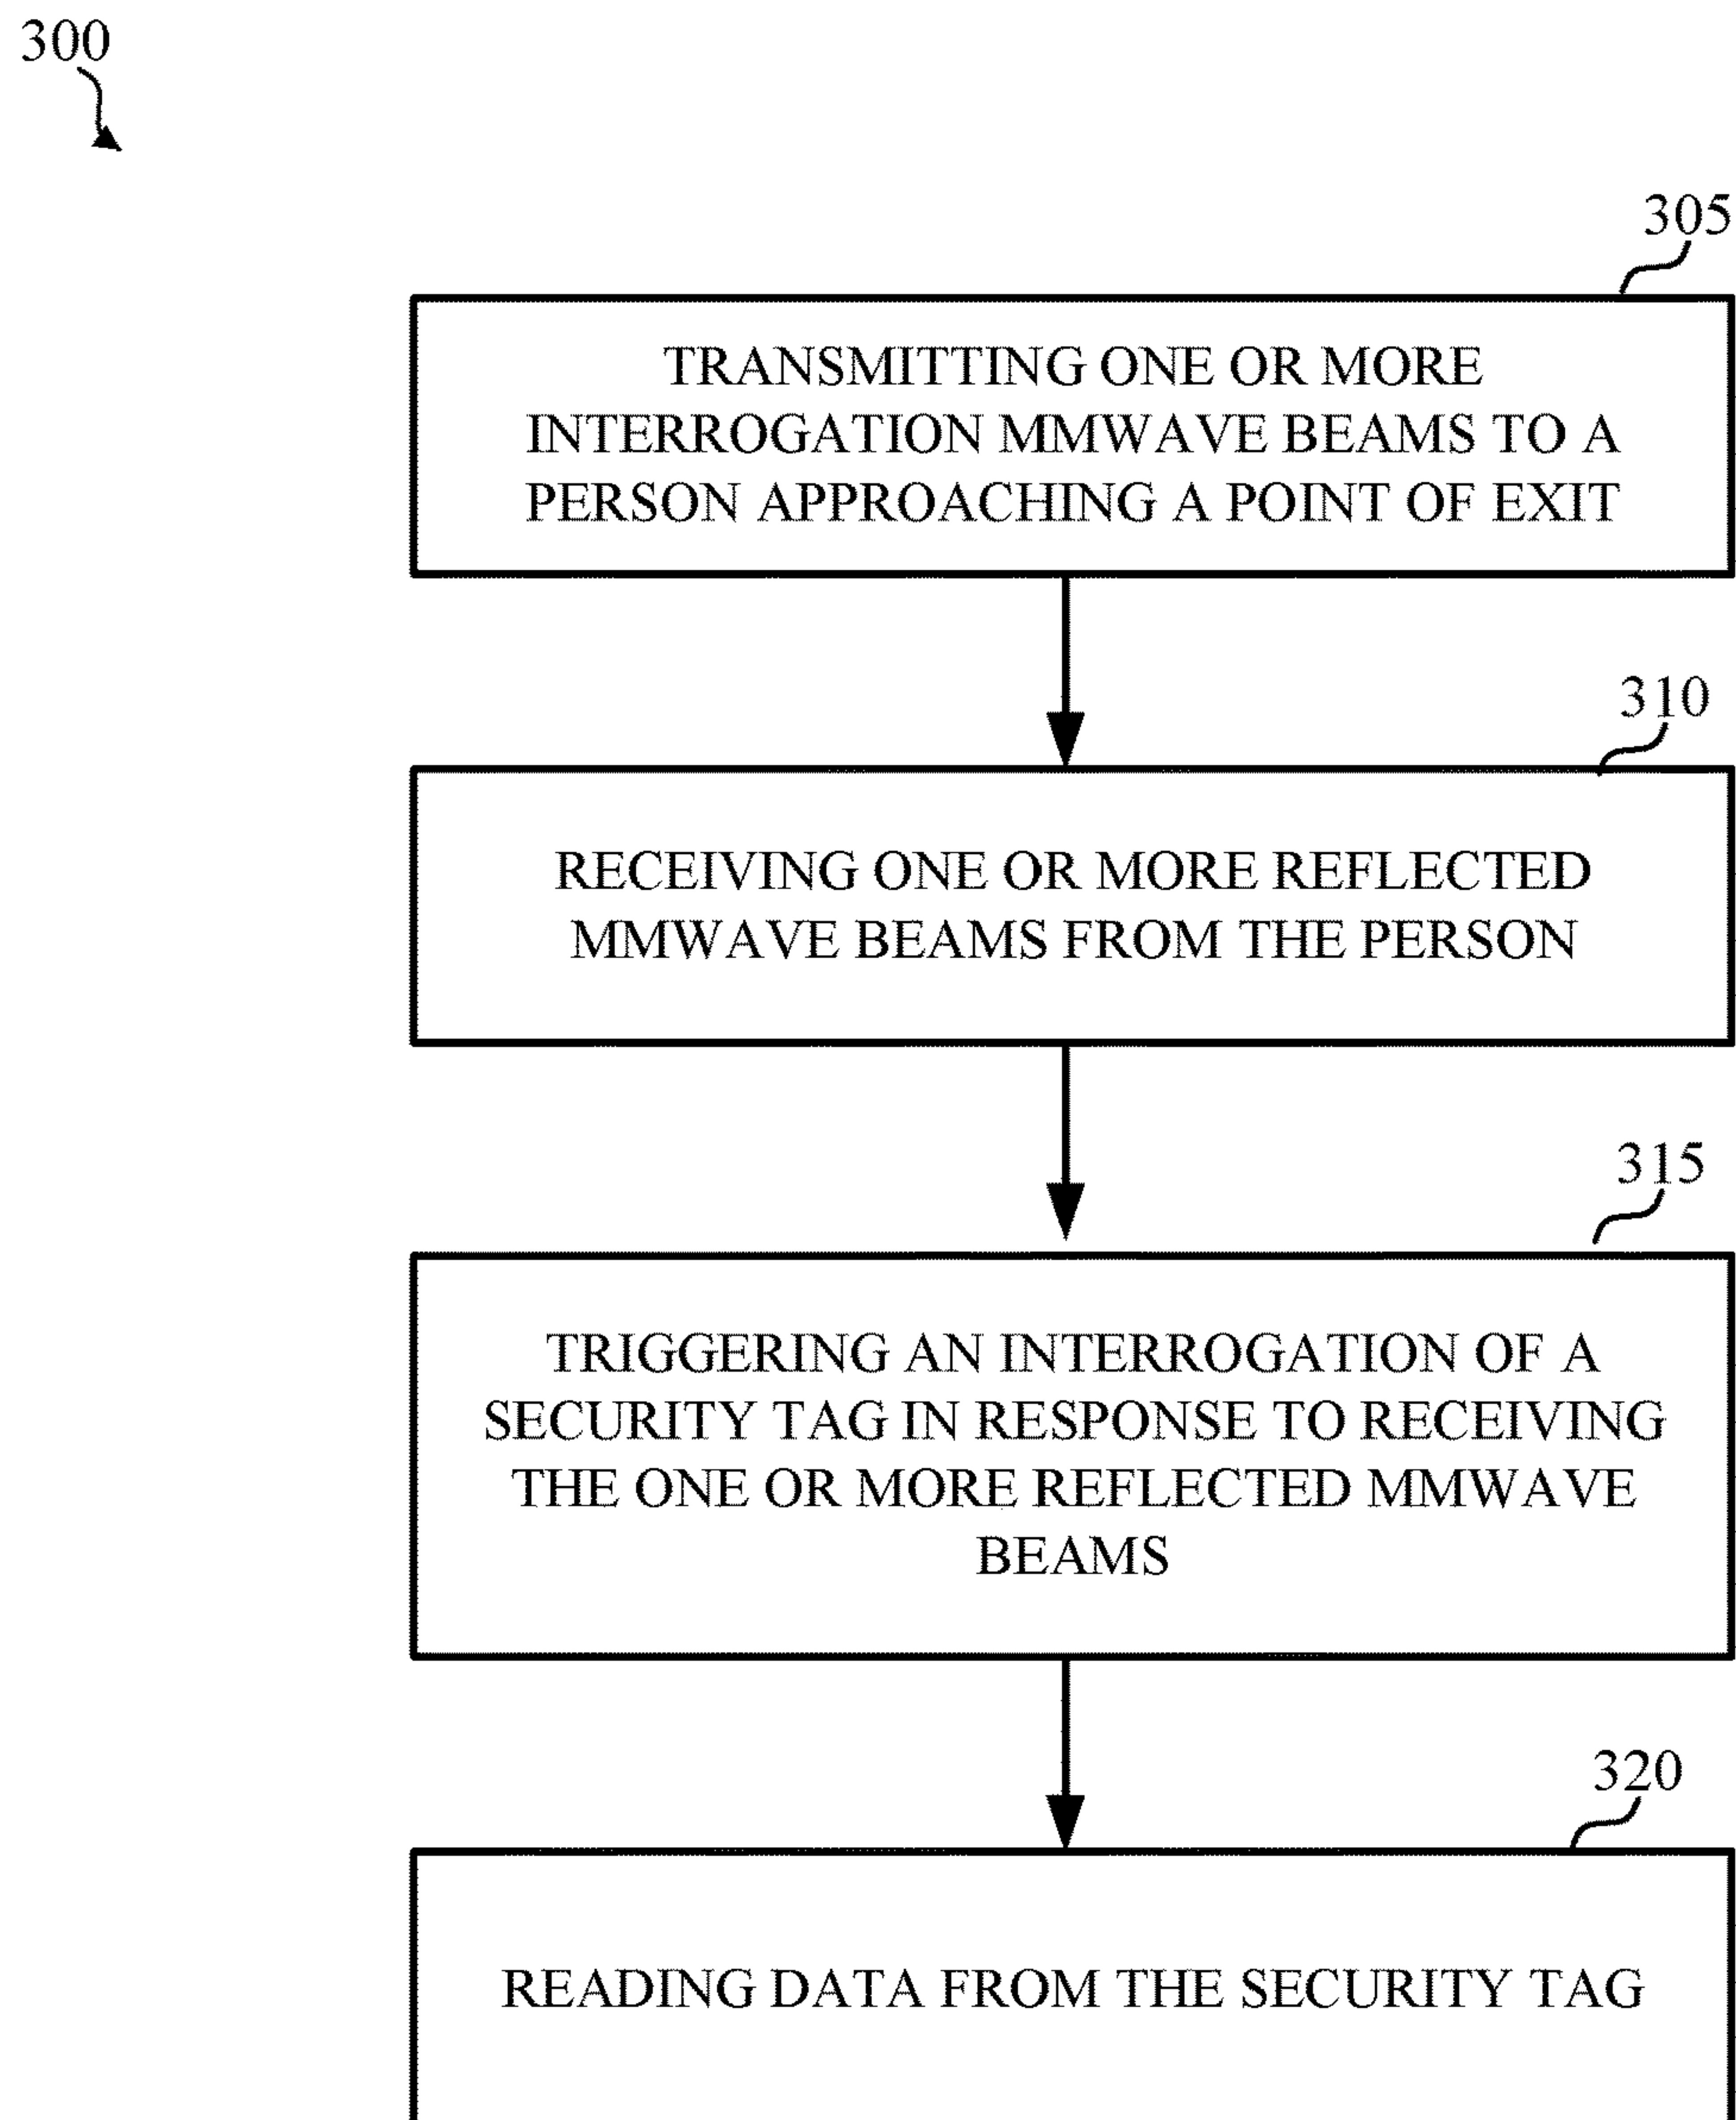 300
305
TRANSMITTING ONE OR MORE
INTERROGATION MMWAVE BEAMS TO A
PERSON APPROACHING A POINT OF EXIT
310
RECEIVING ONE OR MORE REFLECTED
MMWAVE BEAMS FROM THE PERSON
315
TRIGGERING AN INTERROGATION OF A
SECURITY TAG IN RESPONSE TO RECEIVING
THE ONE OR MORE REFLECTED MMWAVE
BEAMS
320
READING DATA FROM THE SECURITY TAG